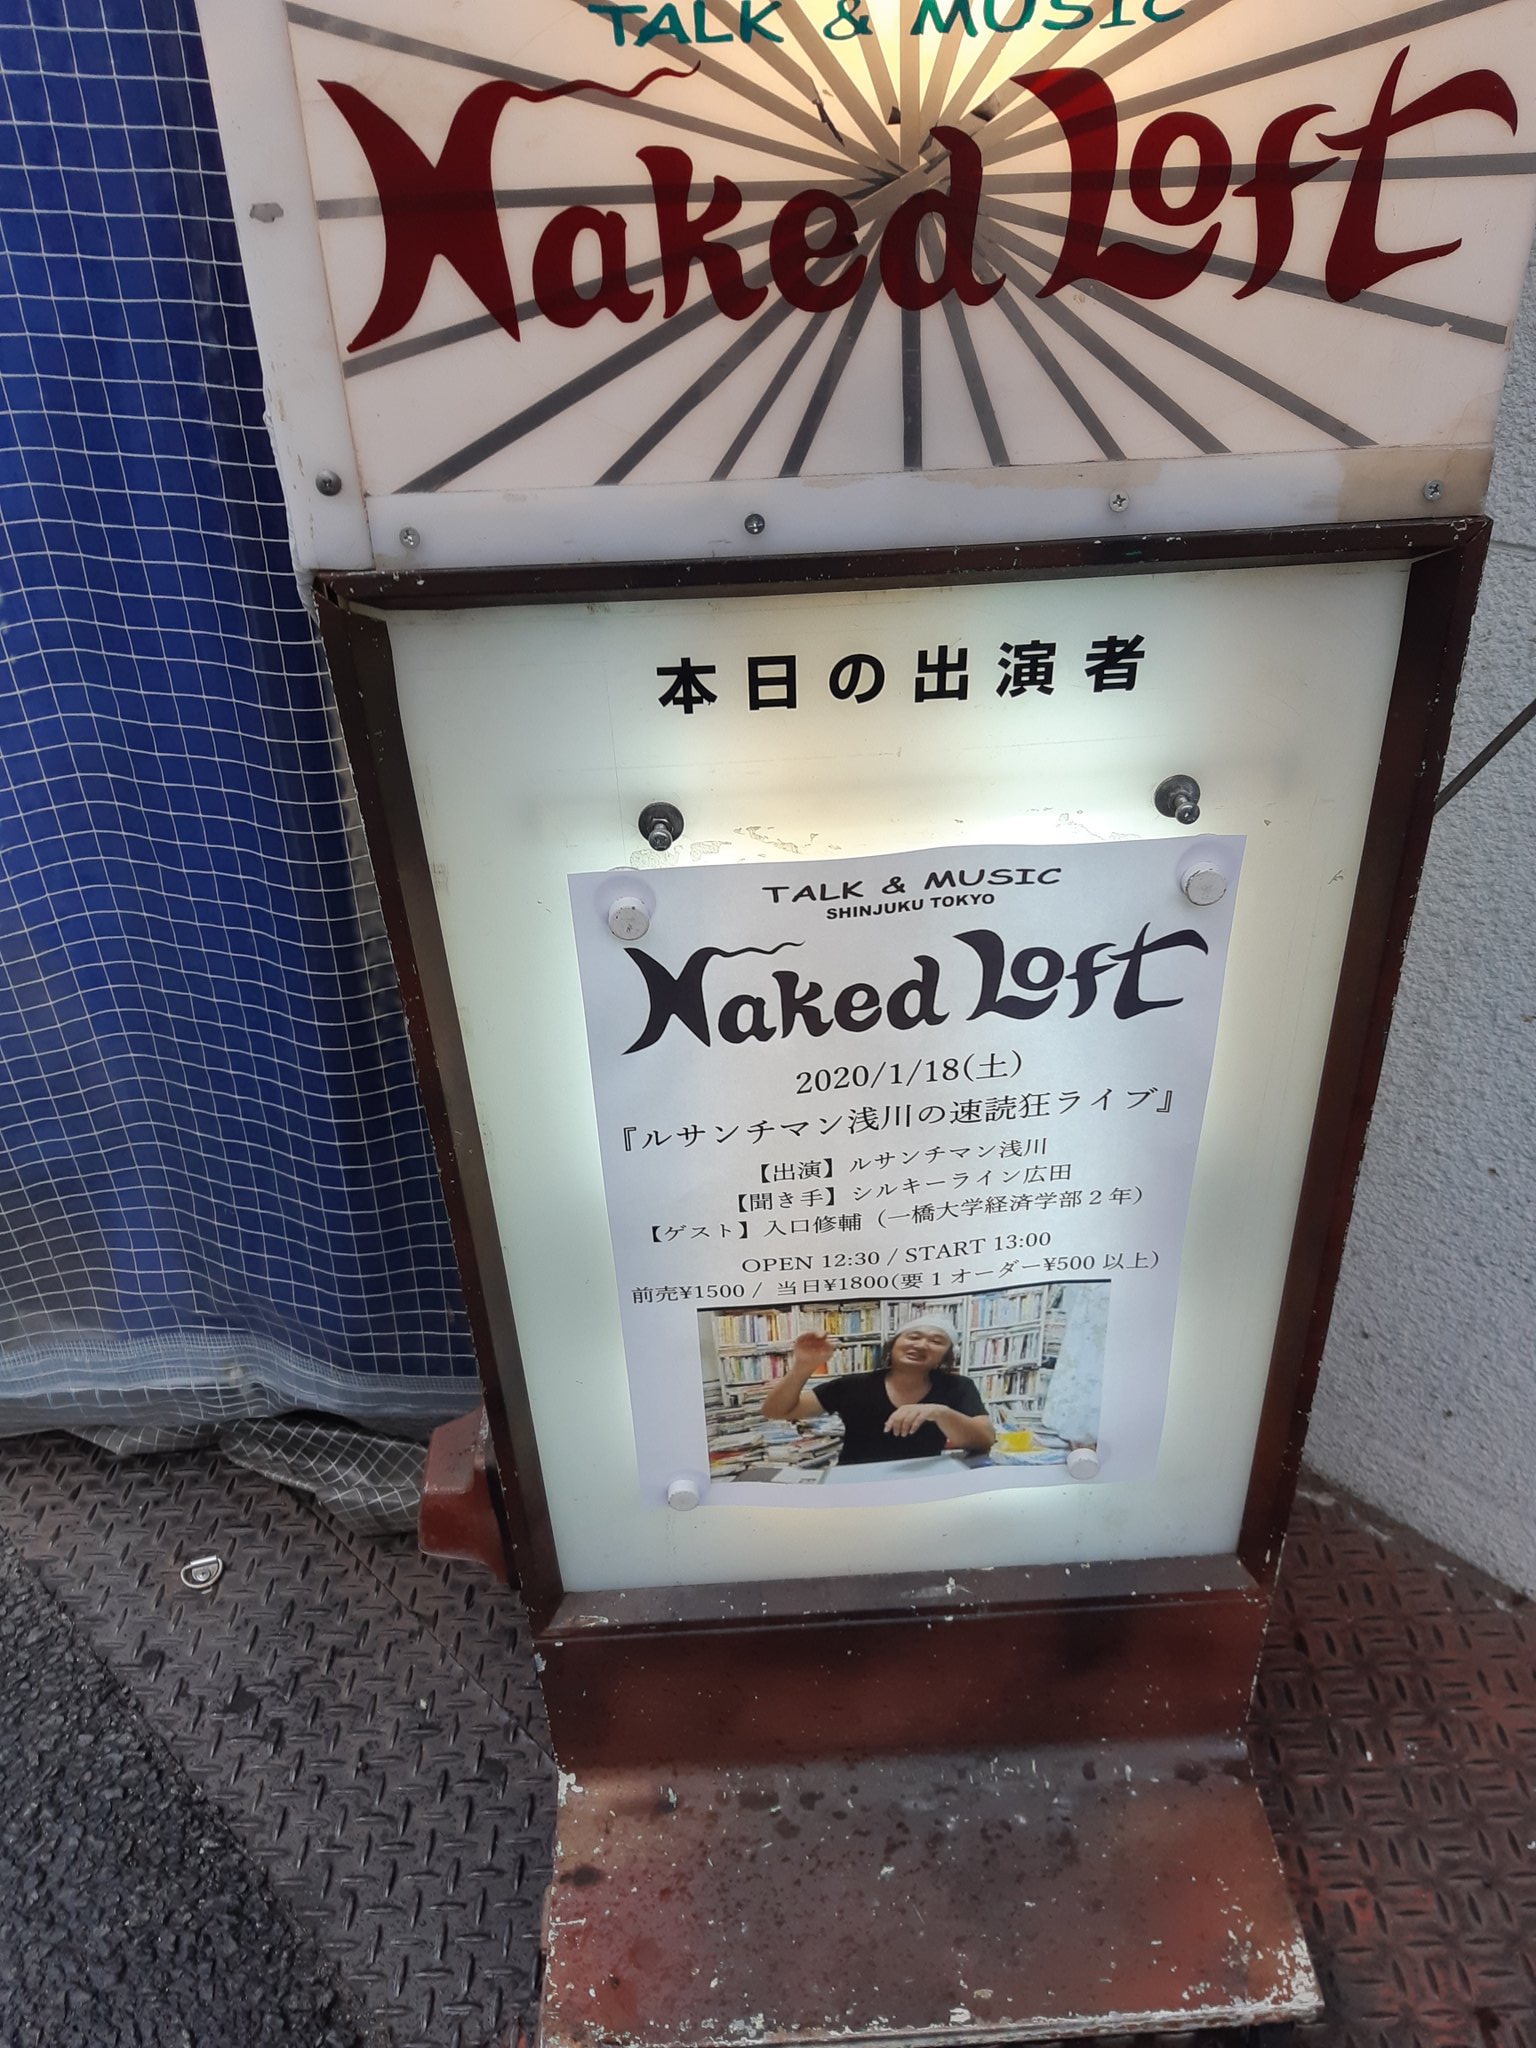 TALK & MUSIC
Naked Loft
本日の出演者
TALK & MUSIC
SHINJUKU TOKYO
Naked Loft
2020/1/18(土)
『ルサンチマン浅川の速読狂ライブ』
【出演】ルサンチマン浅川
【聞き手】シルキーライン広田
【ゲスト】入口修輔（一橋大学経済学部２年）
OPEN 12:30 / START 13:00
前売¥1500 / 当日¥1800(要１オーダー¥500 以上)